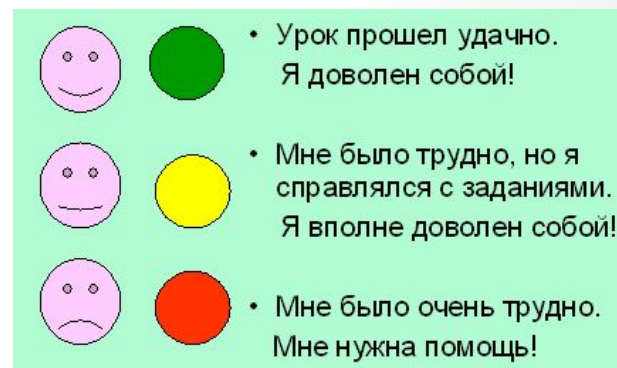 • Урок прошел удачно.
Я доволен собой!
• Мне было трудно, но я
справлялся с заданиями.
Я вполне доволен собой!
• Мне было очень трудно.
Мне нужна помощь!